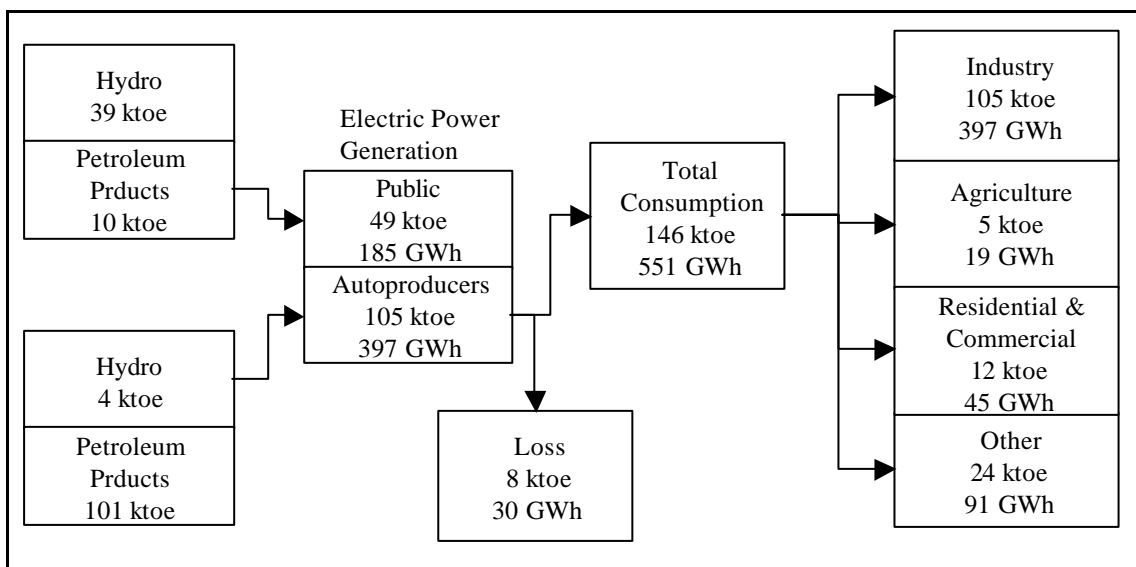 Hydro
39 ktoe
Petroleum
Prducts
10 ktoe
Hydro
4 ktoe
Petroleum
Prducts
101 ktoe
Electric Power
Generation
Public
49 ktoe
185 GWh
Autoproducers
105 ktoe
397 GWh
Loss
8 ktoe
30 GWh
Total
Consumption
146 ktoe
551 GWh
Industry
105 ktoe
397 GWh
Agriculture
5 ktoe
19 GWh
Residential &
Commercial
12 ktoe
45 GWh
Other
24 ktoe
91 GWh